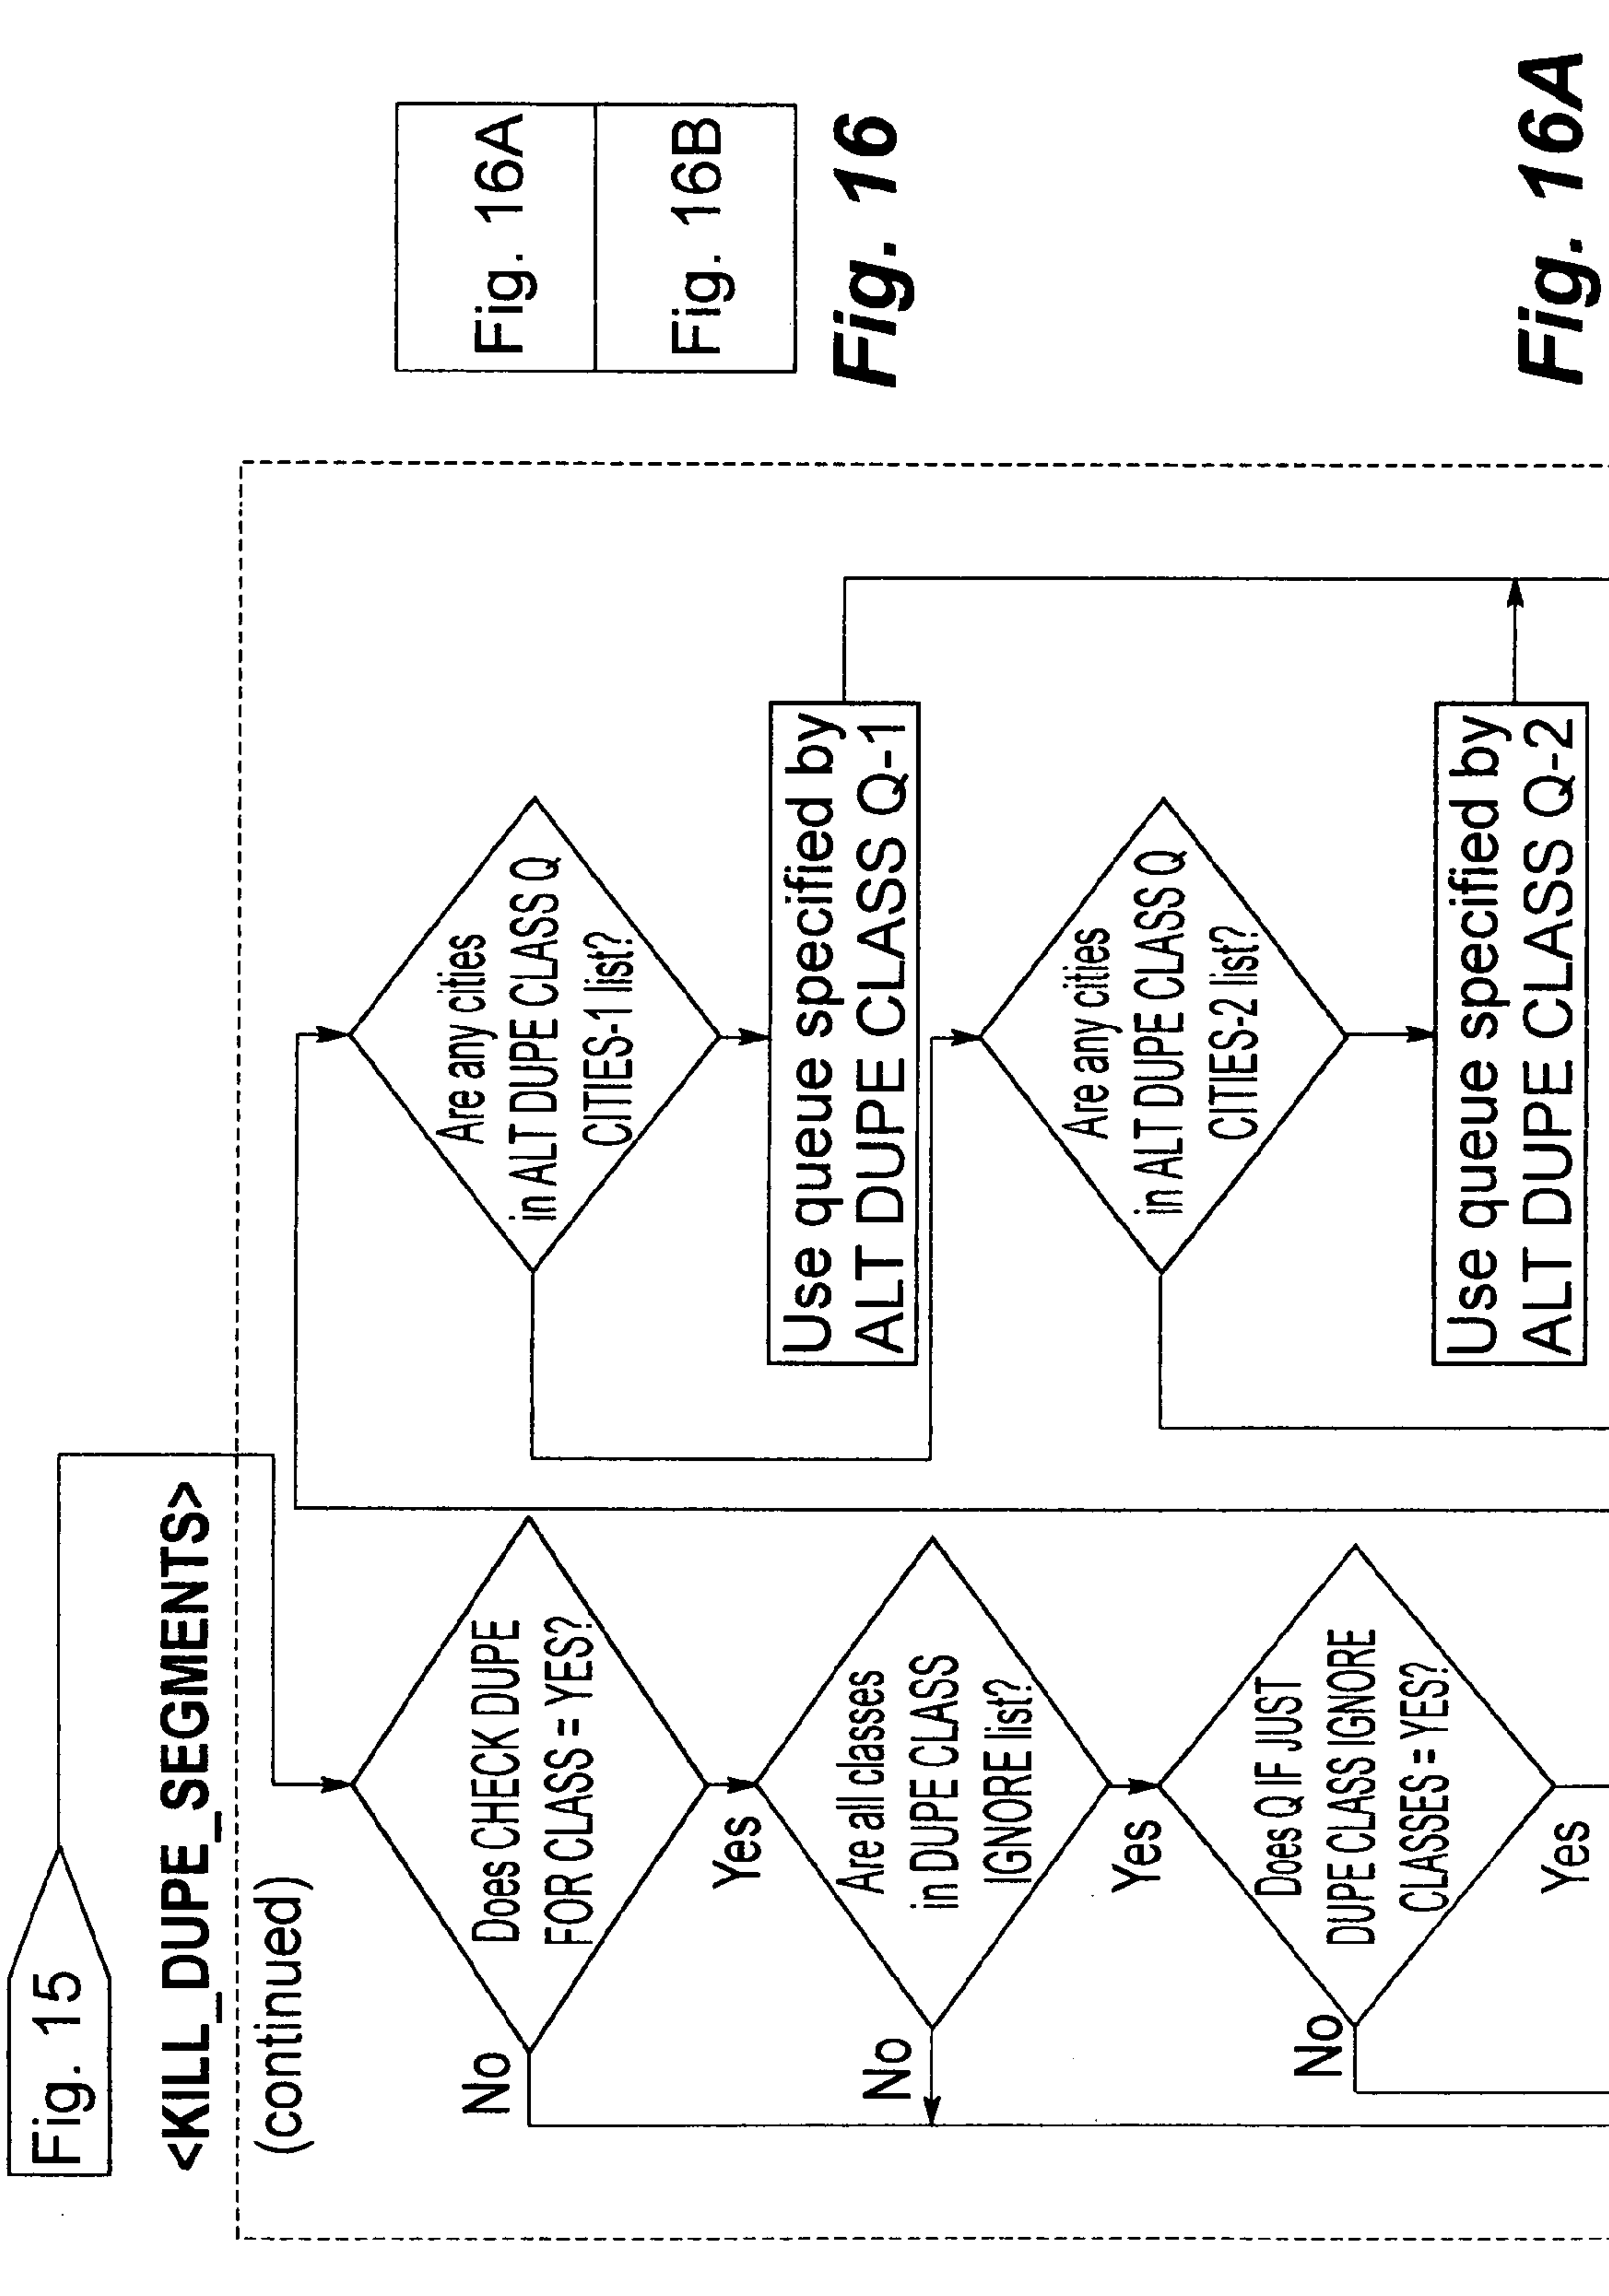 Fig. 15
<KILL_DUPE_SEGMENTS>
(continued)
Does CHECK DUPE
FOR CLASS = YES?
No
Yes
Are all classes
in DUPE CLASS
IGNORE list?
No
Yes
Does Q IF JUST
DUPE CLASS IGNORE
CLASSES = YES?
No
Yes
Are any cities
in ALT DUPE CLASS Q
CITIES-1 list?
Use queue specified by
ALT DUPE CLASS Q-1
Are any cities
in ALT DUPE CLASS Q
CITIES-2 list?
Use queue specified by
ALT DUPE CLASS Q-2
Fig. 16A
Fig. 16B
Fig. 16
Fig. 16A